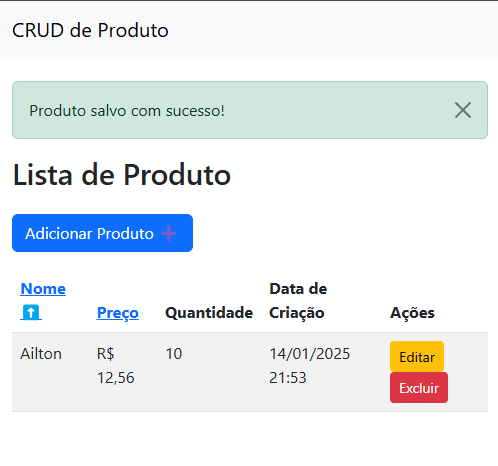 CRUD de Produto
Produto salvo com sucesso!
Lista de Produto
Adicionar Produto ➕
Nome ⬆️ Preço Quantidade Data de Criação Ações
Ailton R$ 12,56 10 14/01/2025 21:53 Editar Excluir